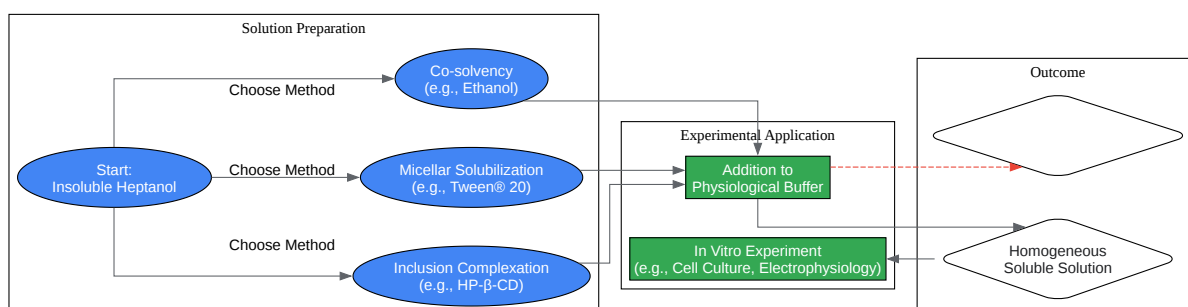 Solution Preparation
Co-solvency
(e.g., Ethanol)
Choose Method
Start:
Insoluble Heptanol
Choose Method
Micellar Solubilization
(e.g., Tween® 20)
Choose Method
Inclusion Complexation
(e.g., HP-β-CD)
Experimental Application
Addition to
Physiological Buffer
In Vitro Experiment
(e.g., Cell Culture, Electrophysiology)
Outcome
Homogeneous
Soluble Solution